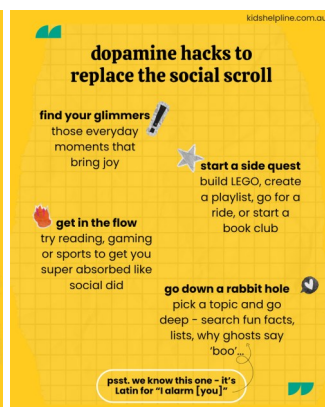 kidshelpline.com.au
dopamine hacks to
replace the social scroll
find your glimmers
those everyday
moments that
bring joy
start a side quest
build LEGO, create
a playlist, go for a
ride, or start a
book club
get in the flow
try reading, gaming
or sports to get you
super absorbed like
social did
go down a rabbit hole
pick a topic and go
deep - search fun facts,
lists, why ghosts say
'boo'...
psst. we know this one - it's
Latin for "I alarm [you]"